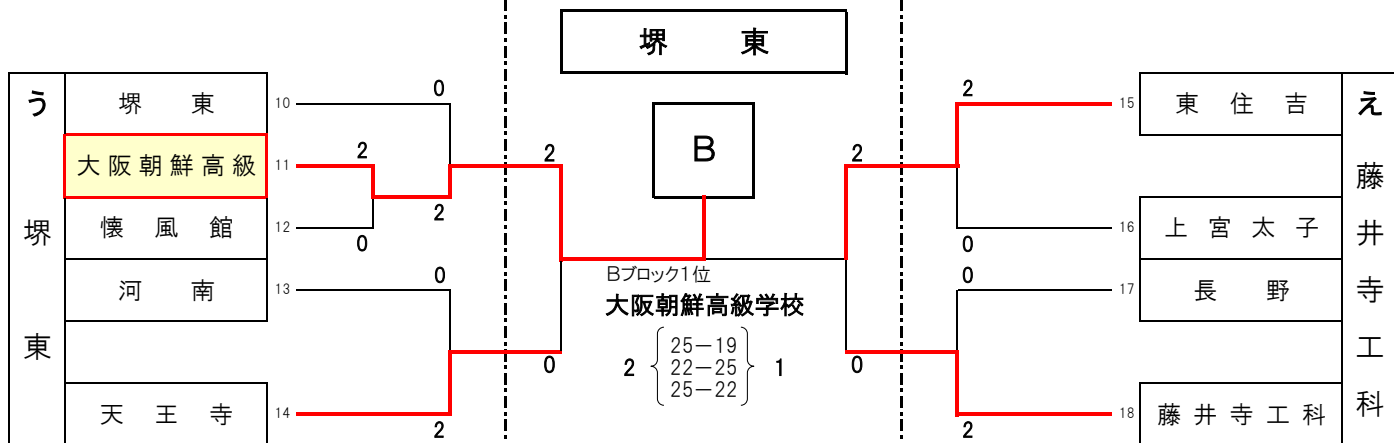 堺 東
う
堺
東
堺 東 10 0
大阪朝鮮高級 11 2
2
懐風館 12 0
河 南 13 0
天王寺 14 2
2
0
B
Bブロック1位
大阪朝鮮高級学校
2 25－19 1
22－25
25－22
2
0
2 15 東住吉
0 16 上宮太子
0 17 長 野
2 18 藤井寺工科
え
藤
井
寺
工
科